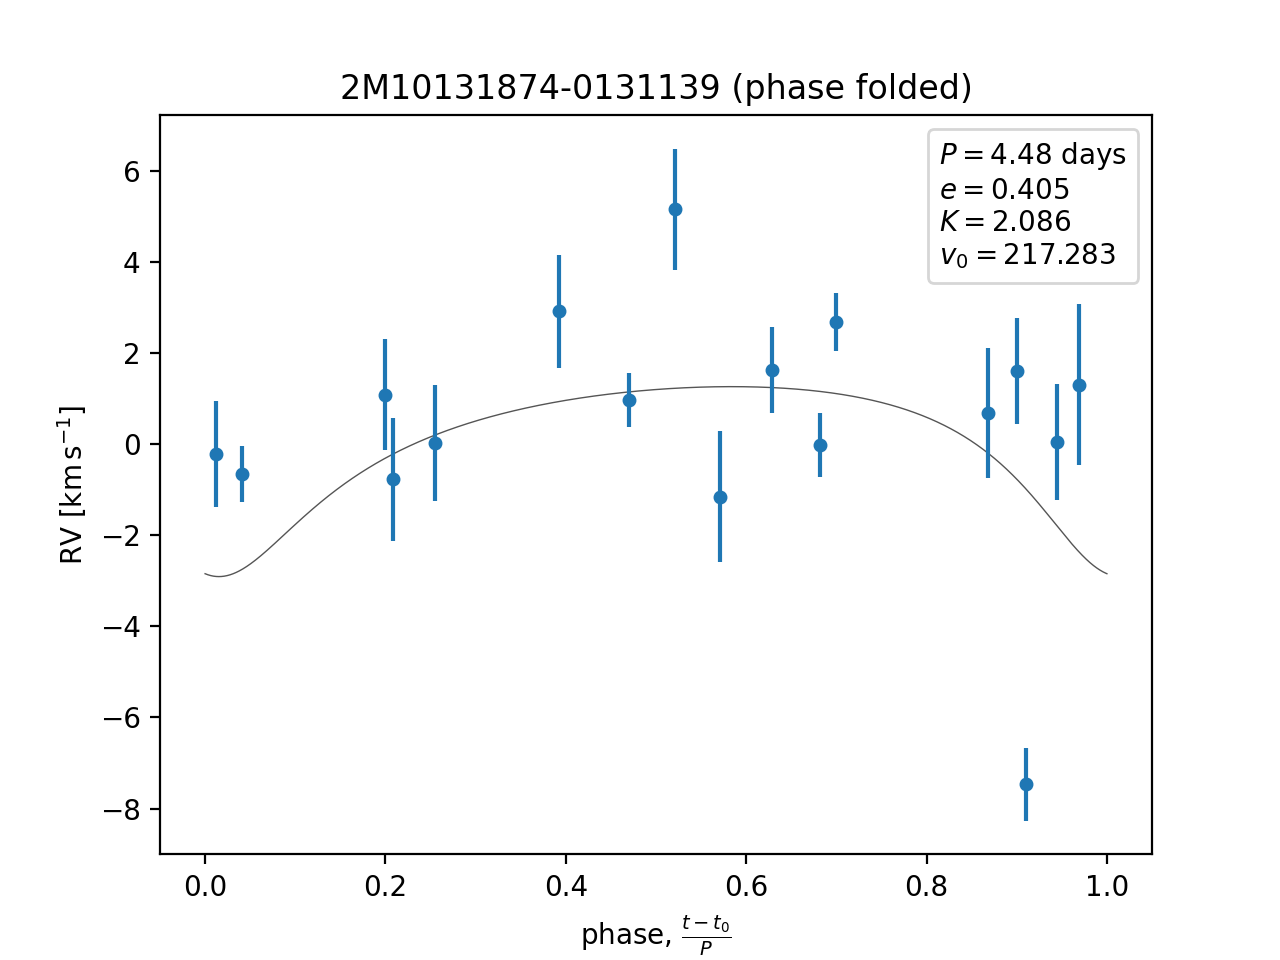 2M10131874-0131139 (phase folded)
P = 4.48 days
e = 0.405
K = 2.086
v₀ = 217.283
6
4
2
0
−2
−4
−6
−8
RV [km s⁻¹]
0.0 0.2 0.4 0.6 0.8 1.0
phase, (t − t₀)/P